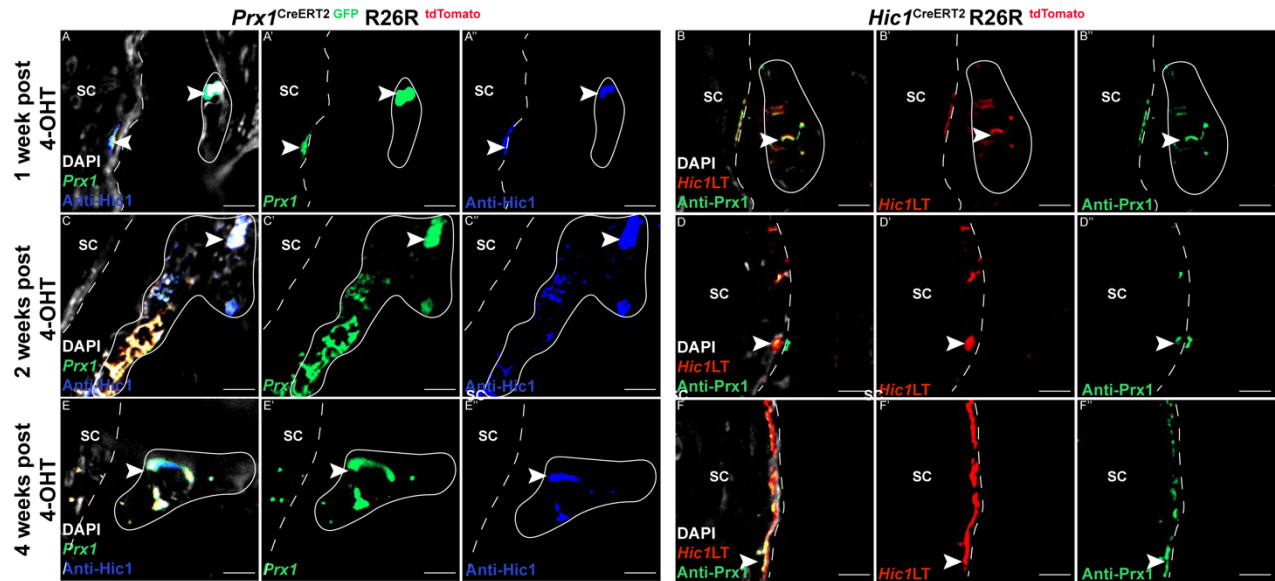 Prx1CreERT2 GFP R26R tdTomato
Hic1CreERT2 R26R tdTomato
1 week post
4-OHT
A
SC
DAPI
Prx1
Anti-Hic1
A'
SC
Prx1
A''
SC
Anti-Hic1
B
SC
DAPI
Hic1LT
Anti-Prx1
B'
SC
Hic1LT
B''
SC
Anti-Prx1
2 weeks post
4-OHT
C
SC
DAPI
Prx1
Anti-Hic1
C'
SC
Prx1
C''
SC
Anti-Hic1
SC
D
SC
DAPI
Hic1LT
Anti-Prx1
SC
D'
SC
Hic1LT
SC
D''
SC
Anti-Prx1
4 weeks post
4-OHT
E
SC
DAPI
Prx1
Anti-Hic1
E'
SC
Prx1
E''
SC
Anti-Hic1
F
SC
DAPI
Hic1LT
Anti-Prx1
F'
SC
Hic1LT
F''
SC
Anti-Prx1